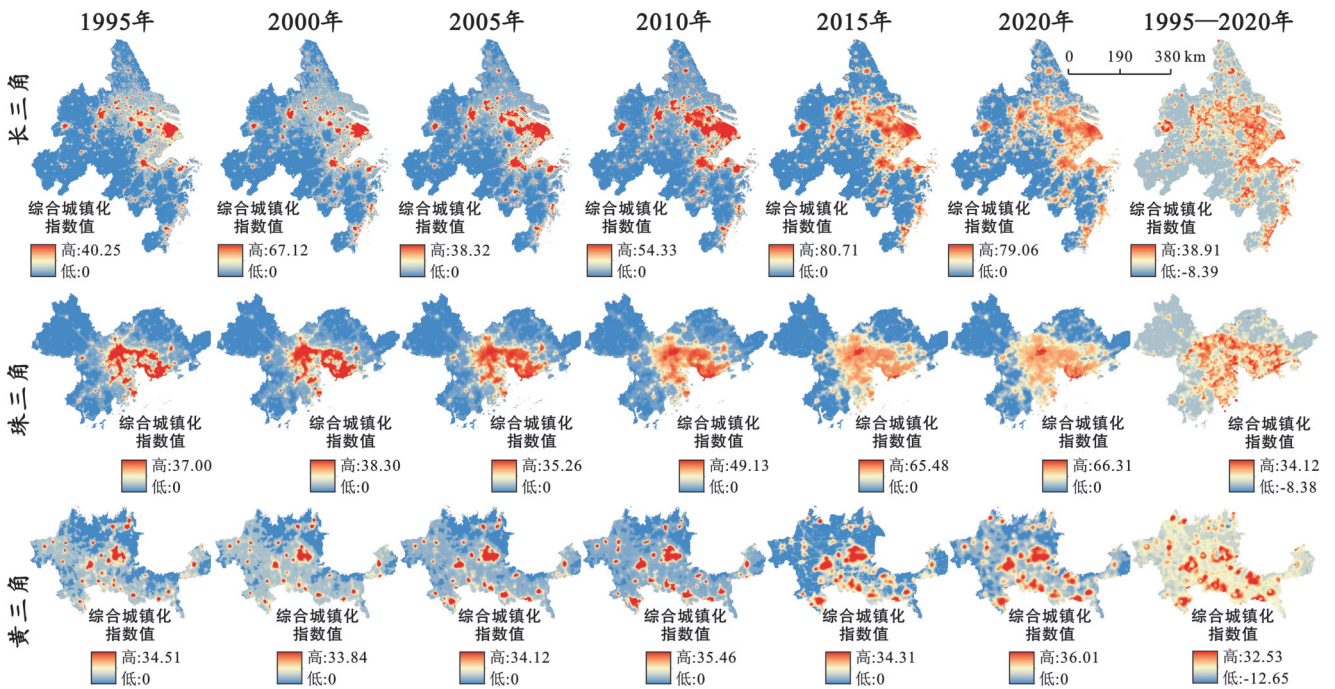 1995年 2000年 2005年 2010年 2015年 2020年 1995—2020年
0 190 380 km
长三角
综合城镇化指数值
高:40.25
低:0
综合城镇化指数值
高:67.12
低:0
综合城镇化指数值
高:38.32
低:0
综合城镇化指数值
高:54.33
低:0
综合城镇化指数值
高:80.71
低:0
综合城镇化指数值
高:79.06
低:0
综合城镇化指数值
高:38.91
低:-8.39
珠三角
综合城镇化指数值
高:37.00
低:0
综合城镇化指数值
高:38.30
低:0
综合城镇化指数值
高:35.26
低:0
综合城镇化指数值
高:49.13
低:0
综合城镇化指数值
高:65.48
低:0
综合城镇化指数值
高:66.31
低:0
综合城镇化指数值
高:34.12
低:-8.38
黄三角
综合城镇化指数值
高:34.51
低:0
综合城镇化指数值
高:33.84
低:0
综合城镇化指数值
高:34.12
低:0
综合城镇化指数值
高:35.46
低:0
综合城镇化指数值
高:34.31
低:0
综合城镇化指数值
高:36.01
低:0
综合城镇化指数值
高:32.53
低:-12.65